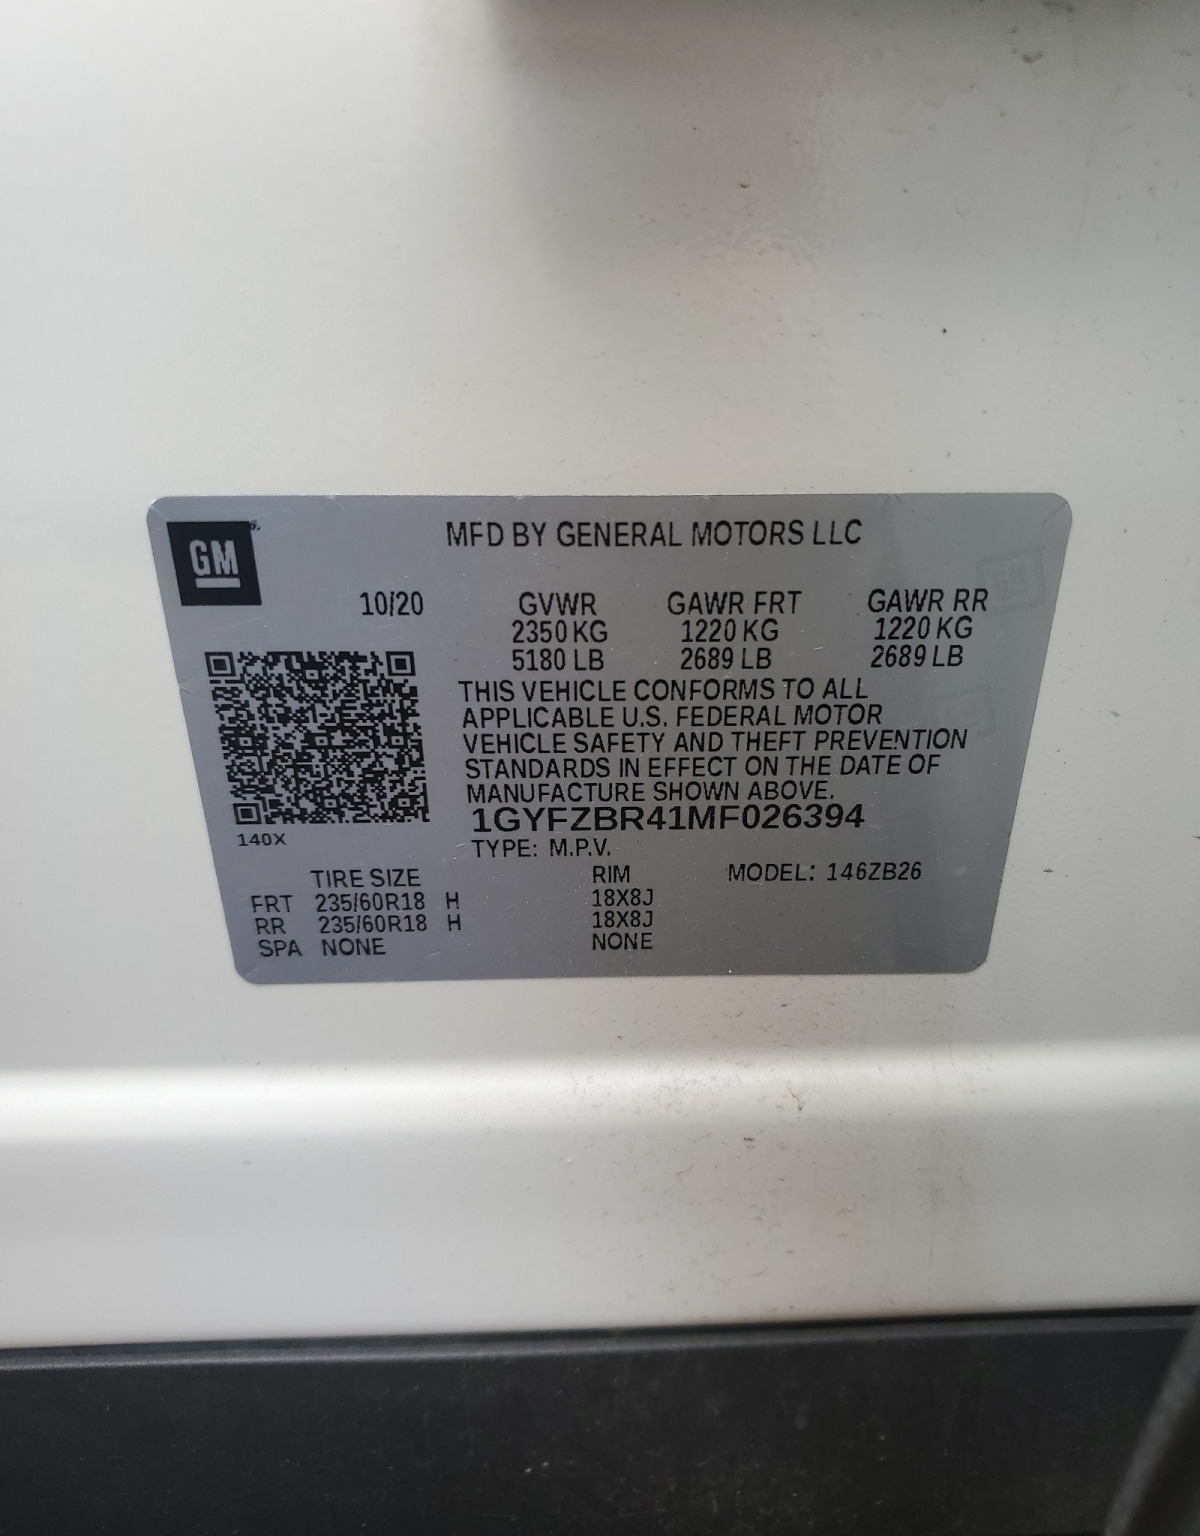 GM
MFD BY GENERAL MOTORS LLC
10/20 GVWR GAWR FRT GAWR RR
2350 KG 1220 KG 1220 KG
5180 LB 2689 LB 2689 LB
THIS VEHICLE CONFORMS TO ALL
APPLICABLE U.S. FEDERAL MOTOR
VEHICLE SAFETY AND THEFT PREVENTION
STANDARDS IN EFFECT ON THE DATE OF
MANUFACTURE SHOWN ABOVE.
1GYFZBR41MF026394
140X
TYPE: M.P.V.
TIRE SIZE RIM MODEL: 146ZB26
FRT 235/60R18 H 18X8J
RR 235/60R18 H 18X8J
SPA NONE NONE